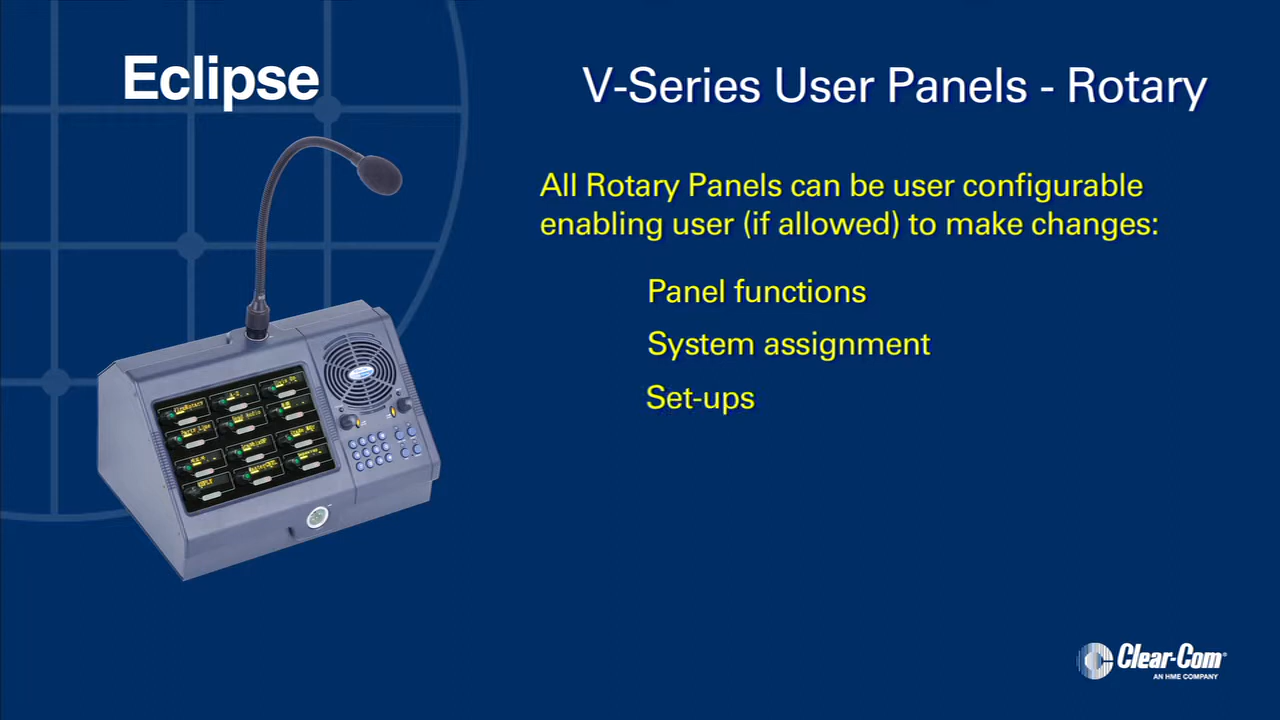 Eclipse
V-Series User Panels - Rotary
All Rotary Panels can be user configurable
enabling user (if allowed) to make changes:
Panel functions
System assignment
Set-ups
Clear-Com
AN HME COMPANY